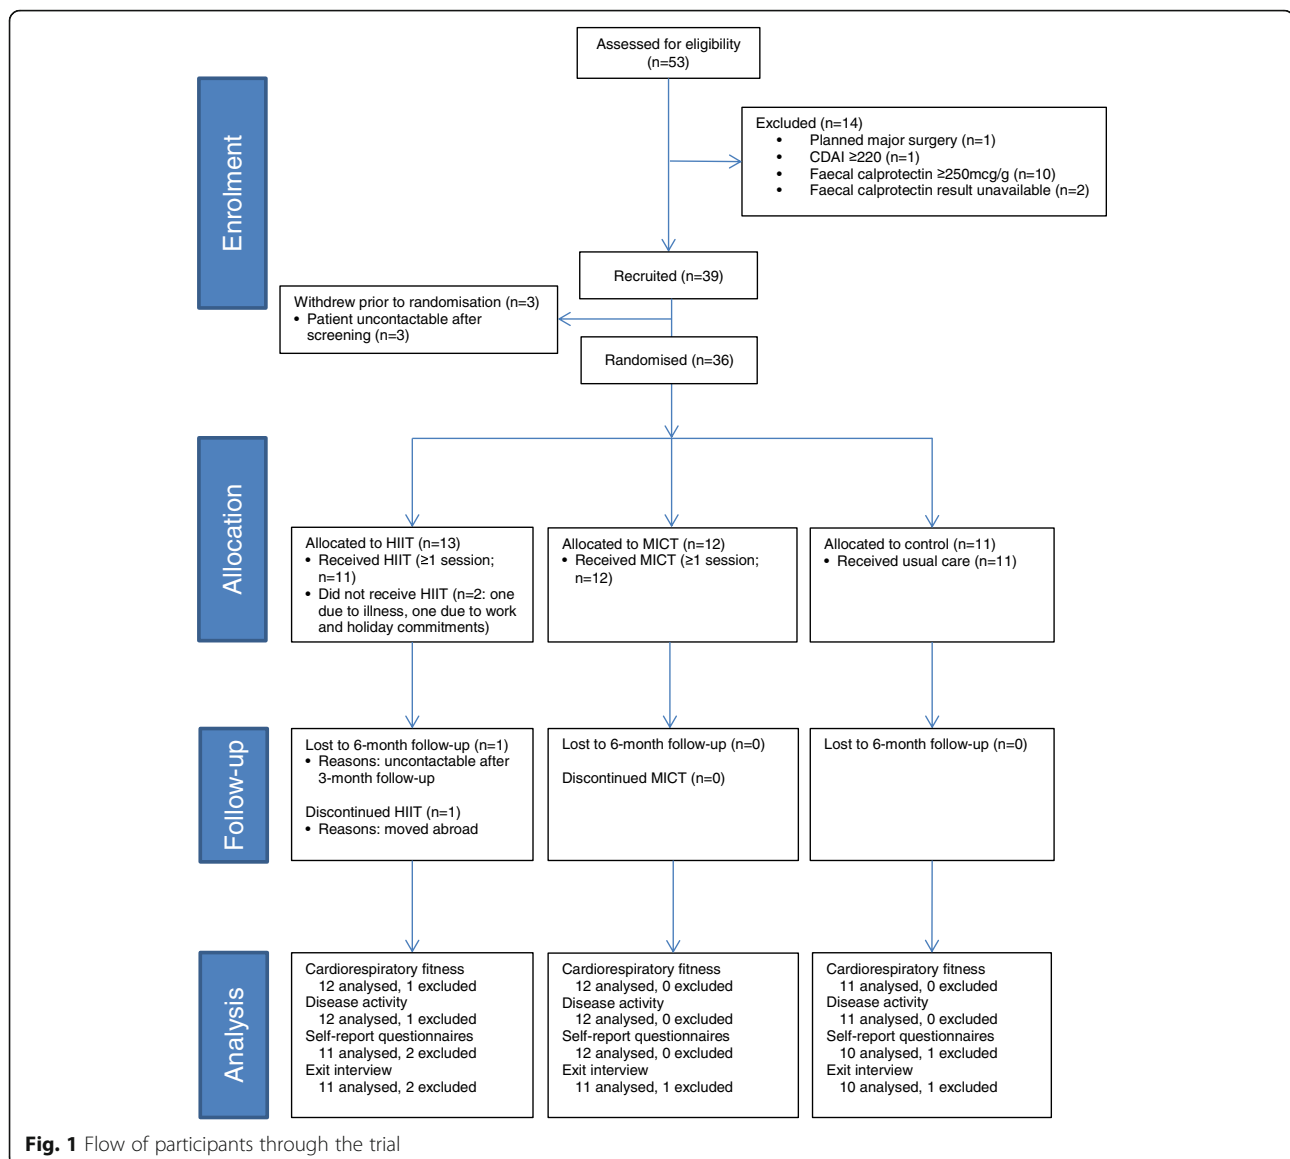 Assessed for eligibility
(n=53)
Enrolment
Excluded (n=14)
• Planned major surgery (n=1)
• CDAI ≥220 (n=1)
• Faecal calprotectin ≥250mcg/g (n=10)
• Faecal calprotectin result unavailable (n=2)
Recruited (n=39)
Withdrew prior to randomisation (n=3)
• Patient uncontactable after
screening (n=3)
Randomised (n=36)
Allocation
Allocated to HIIT (n=13)
• Received HIIT (≥1 session;
n=11)
• Did not receive HIIT (n=2: one
due to illness, one due to work
and holiday commitments)
Allocated to MICT (n=12)
• Received MICT (≥1 session;
n=12)
Allocated to control (n=11)
• Received usual care (n=11)
Follow-up
Lost to 6-month follow-up (n=1)
• Reasons: uncontactable after
3-month follow-up
Discontinued HIIT (n=1)
• Reasons: moved abroad
Lost to 6-month follow-up (n=0)
Discontinued MICT (n=0)
Lost to 6-month follow-up (n=0)
Analysis
Cardiorespiratory fitness
12 analysed, 1 excluded
Disease activity
12 analysed, 1 excluded
Self-report questionnaires
11 analysed, 2 excluded
Exit interview
11 analysed, 2 excluded
Cardiorespiratory fitness
12 analysed, 0 excluded
Disease activity
12 analysed, 0 excluded
Self-report questionnaires
12 analysed, 0 excluded
Exit interview
11 analysed, 1 excluded
Cardiorespiratory fitness
11 analysed, 0 excluded
Disease activity
11 analysed, 0 excluded
Self-report questionnaires
10 analysed, 1 excluded
Exit interview
10 analysed, 1 excluded
Fig. 1 Flow of participants through the trial